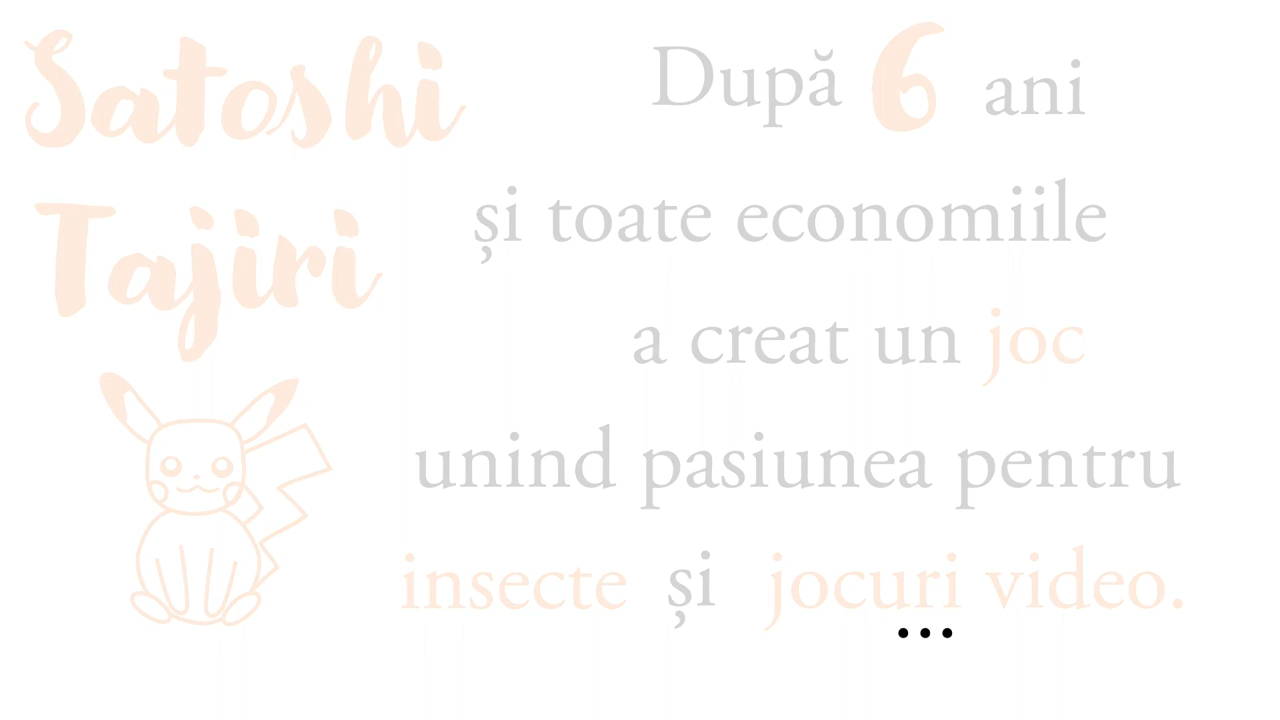 Satoshi
Tajiri
După 6 ani
și toate economiile
a creat un joc
unind pasiunea pentru
insecte și jocuri video.
...